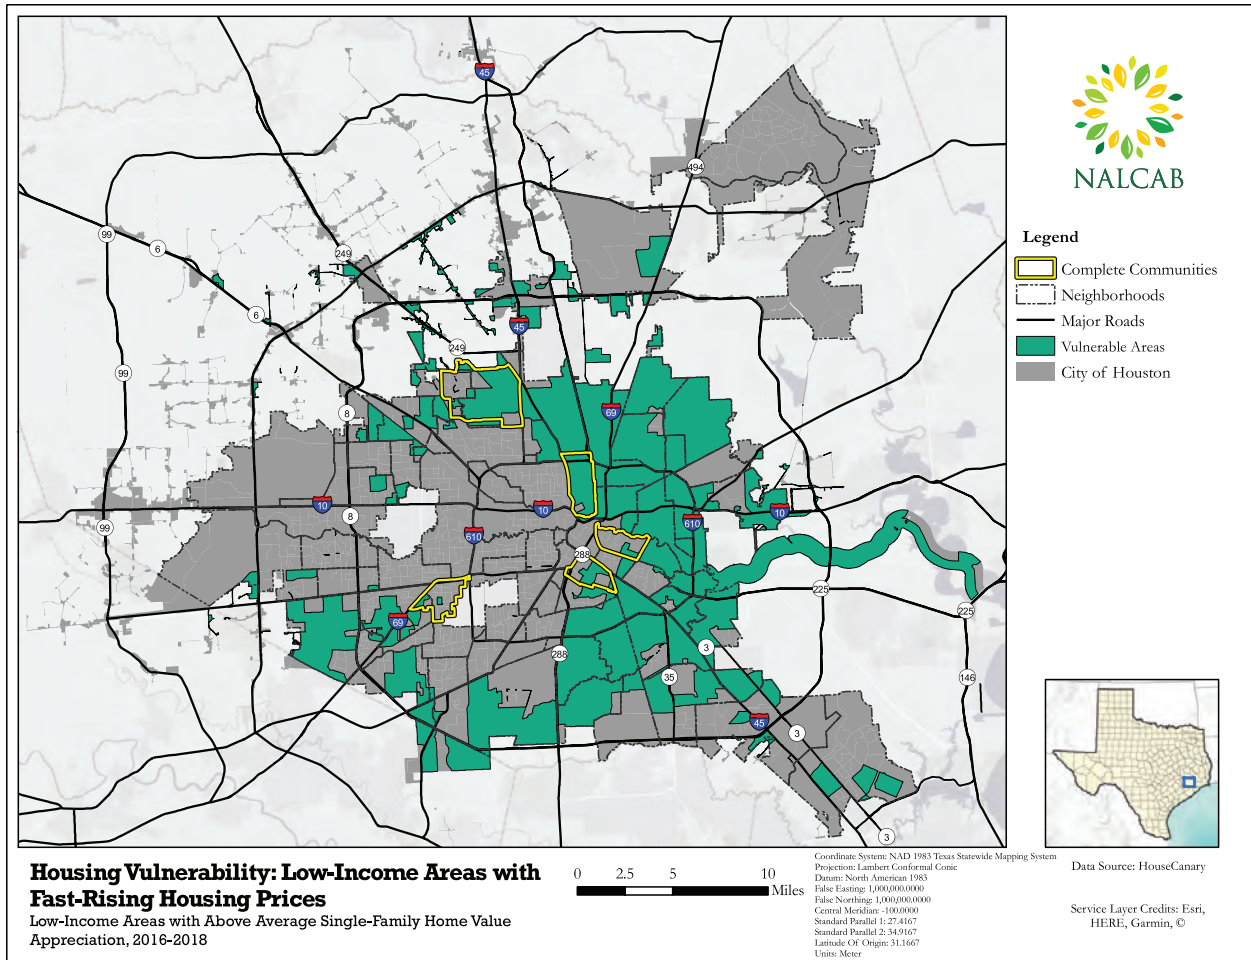 45
494
99
6
249
6
45
249
99
8
69
10
8
10
610
610
10
99
288
225
225
69
3
288
35
146
45
3
3
NALCAB
Legend
Complete Communities
Neighborhoods
Major Roads
Vulnerable Areas
City of Houston
Housing Vulnerability: Low-Income Areas with
Fast-Rising Housing Prices
Low-Income Areas with Above Average Single-Family Home Value
Appreciation, 2016-2018
0 2.5 5 10
Miles
Coordinate System: NAD 1983 Texas Statewide Mapping System
Projection: Lambert Conformal Conic
Datum: North American 1983
False Easting: 1,000,000.0000
False Northing: 1,000,000.0000
Central Meridian: -100.0000
Standard Parallel 1: 27.4167
Standard Parallel 2: 34.9167
Latitude Of Origin: 31.1667
Units: Meter
Data Source: HouseCanary
Service Layer Credits: Esri,
HERE, Garmin, ©